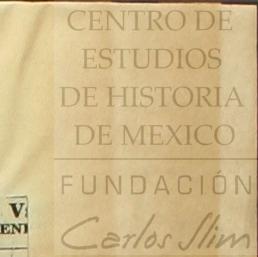 CENTRO DE
ESTUDIOS
DE HISTORIA
DE MEXICO
FUNDACIÓN
Carlos Slim